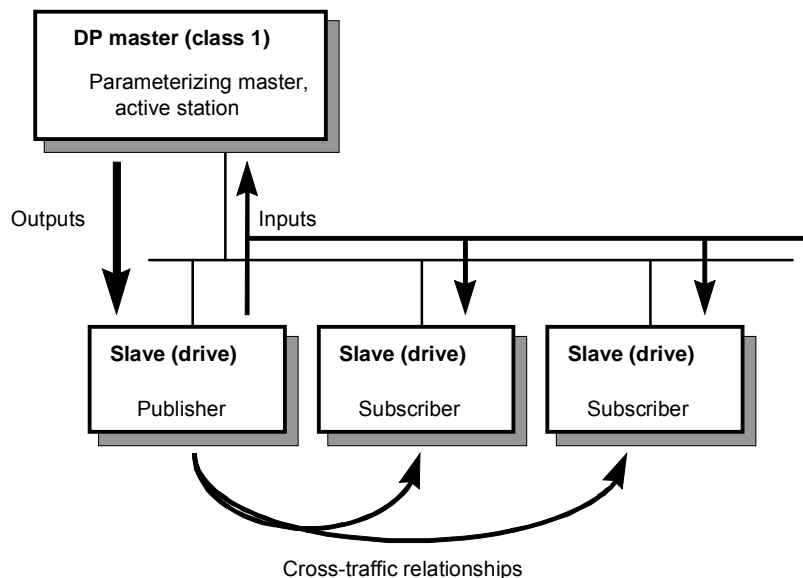 DP master (class 1)
Parameterizing master,
active station
Outputs
Inputs
Slave (drive)
Publisher
Slave (drive)
Subscriber
Slave (drive)
Subscriber
Cross-traffic relationships